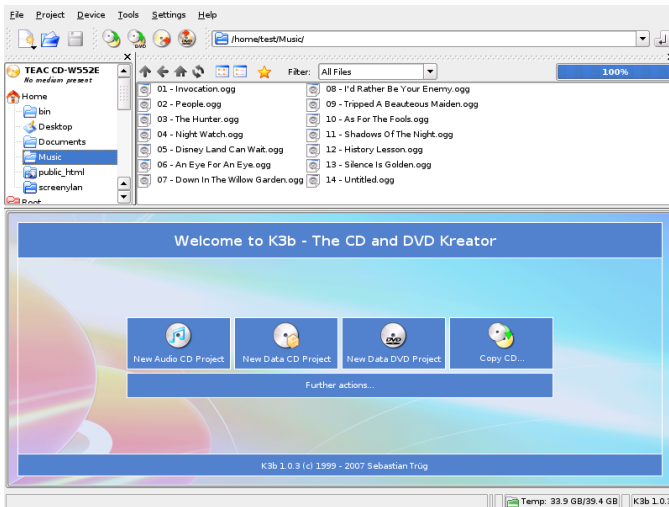 File Project Device Tools Settings Help
/home/test/Music/
TEAC CD-W552E
No medium present
Filter: All Files
100%
Home
bin
Desktop
Documents
Music
public_html
screenylan
Root
01 - Invocation.ogg
02 - People.ogg
03 - The Hunter.ogg
04 - Night Watch.ogg
05 - Disney Land Can Wait.ogg
06 - An Eye For An Eye.ogg
07 - Down In The Willow Garden.ogg
08 - I'd Rather Be Your Enemy.ogg
09 - Tripped A Beauteous Maiden.ogg
10 - As For The Fools.ogg
11 - Shadows Of The Night.ogg
12 - History Lesson.ogg
13 - Silence Is Golden.ogg
14 - Untitled.ogg
Welcome to K3b - The CD and DVD Kreator
New Audio CD Project
New Data CD Project
DVD
New Data DVD Project
Copy CD...
Further actions...
K3b 1.0.3 (c) 1999 - 2007 Sebastian Trüg
Temp: 33.9 GB/39.4 GB
K3b 1.0.3